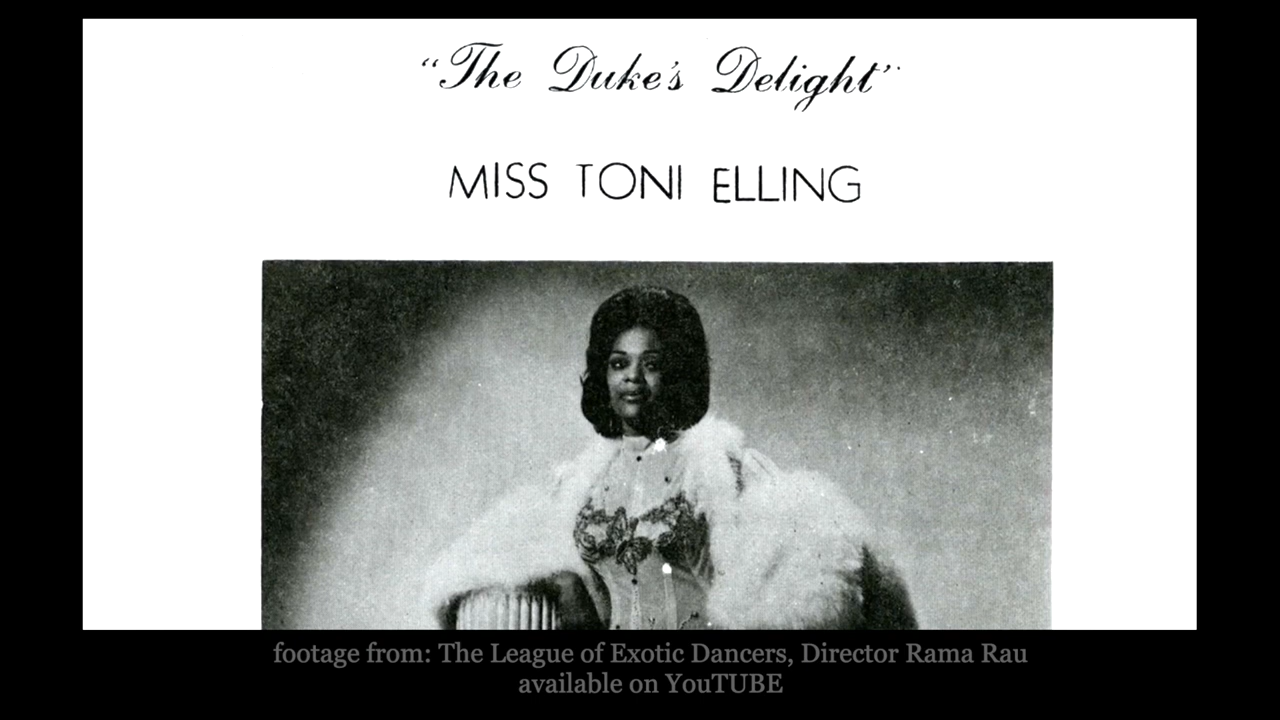 "The Duke's Delight"
MISS TONI ELLING
footage from: The League of Exotic Dancers, Director Rama Rau
available on YouTUBE